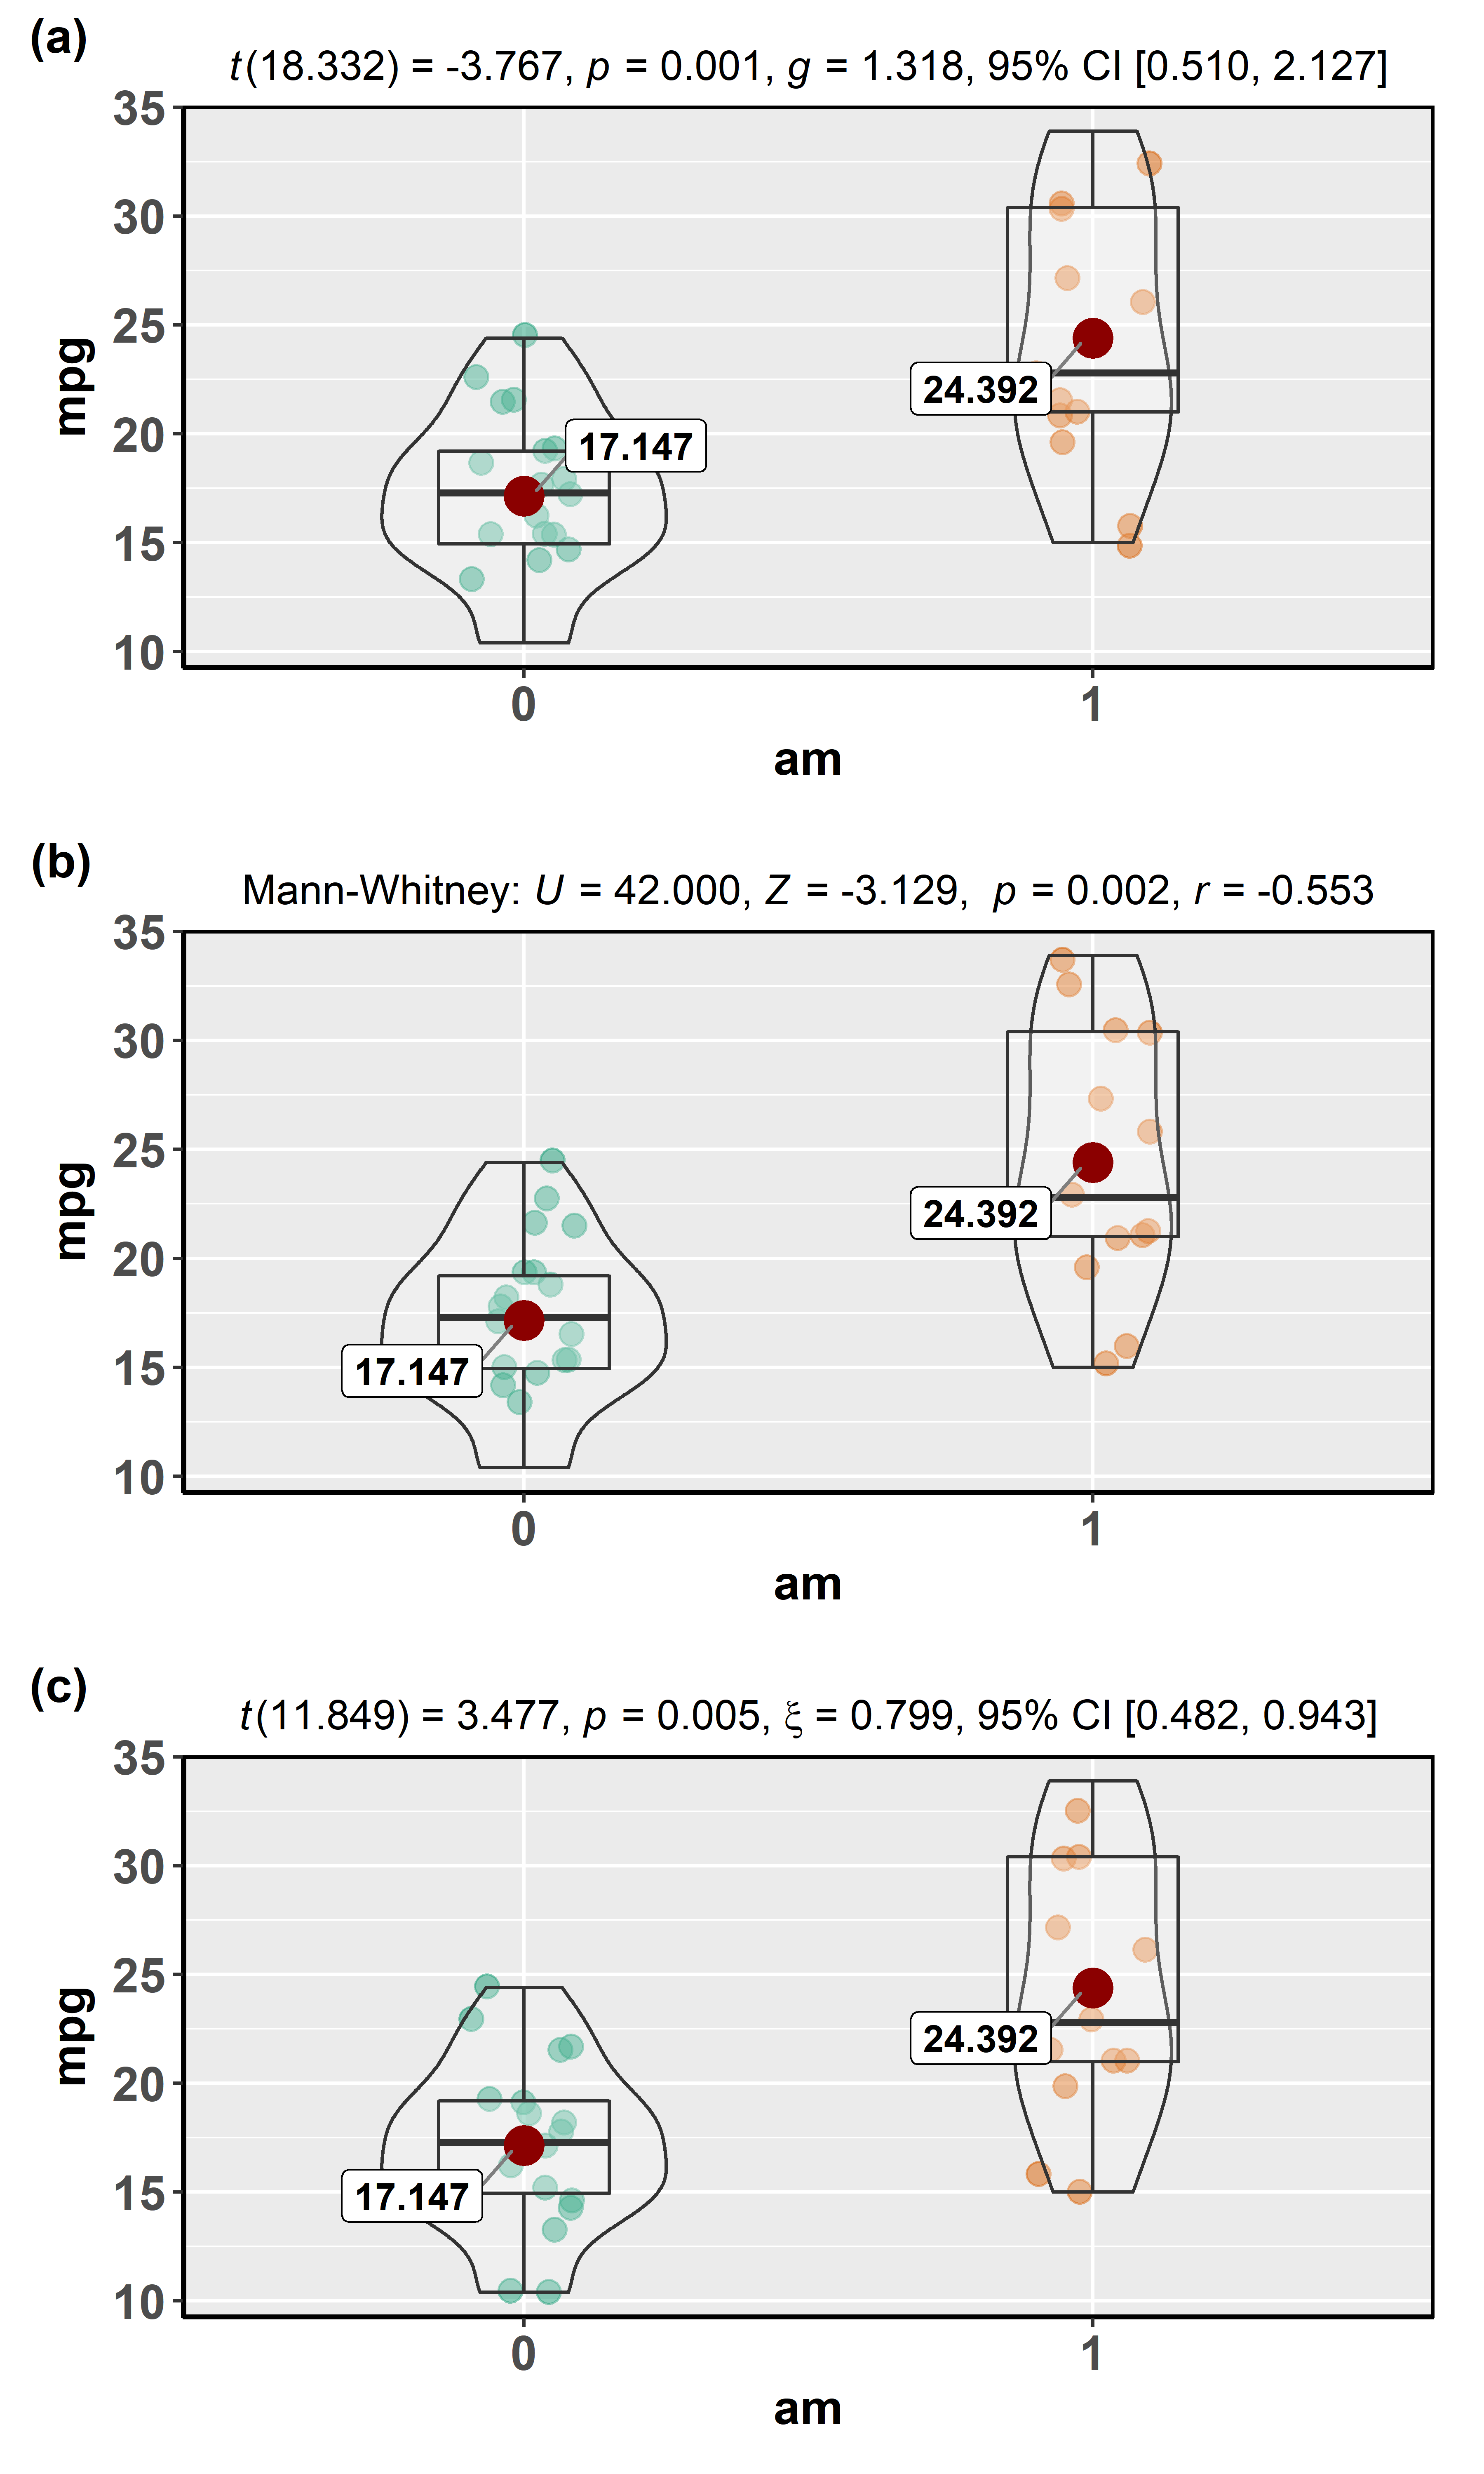 (a)
t(18.332) = -3.767, p = 0.001, g = 1.318, 95% CI [0.510, 2.127]
35
30
25
20
15
10
mpg
24.392
17.147
0 1
am
(b)
Mann-Whitney: U = 42.000, Z = -3.129, p = 0.002, r = -0.553
35
30
25
20
15
10
mpg
24.392
17.147
0 1
am
(c)
t(11.849) = 3.477, p = 0.005, ξ = 0.799, 95% CI [0.482, 0.943]
35
30
25
20
15
10
mpg
24.392
17.147
0 1
am